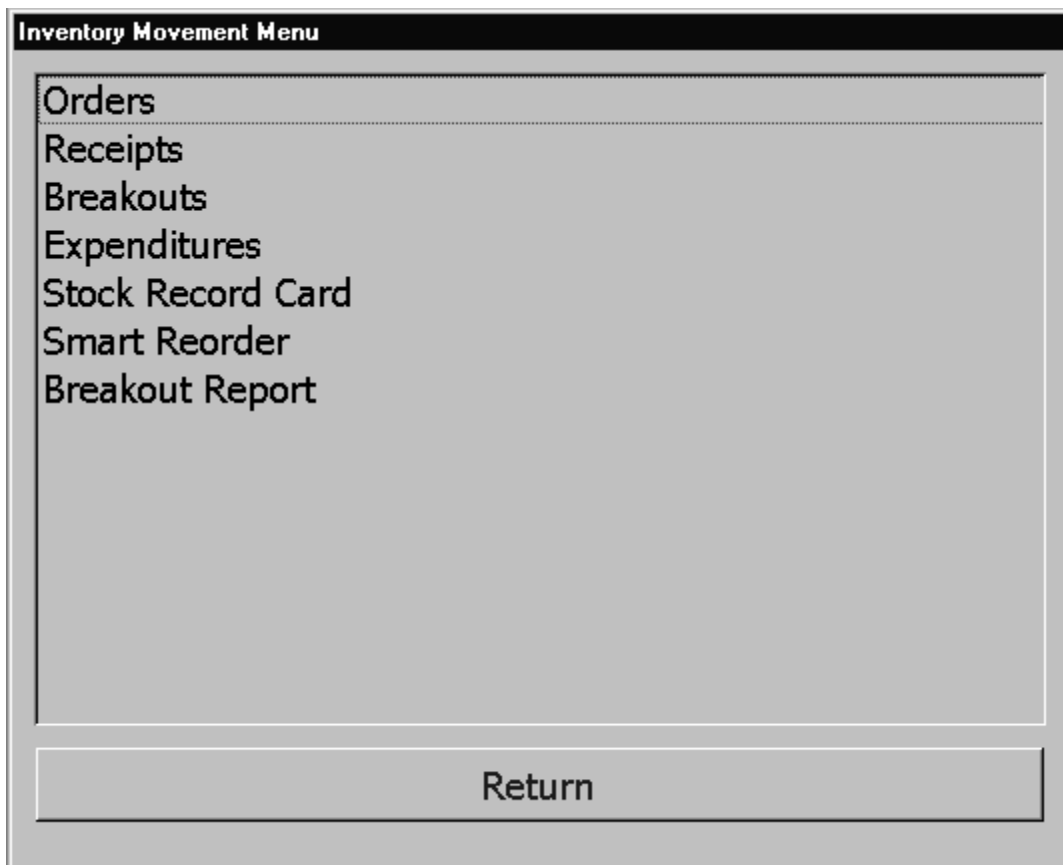 Inventory Movement Menu
Orders
Receipts
Breakouts
Expenditures
Stock Record Card
Smart Reorder
Breakout Report
Return